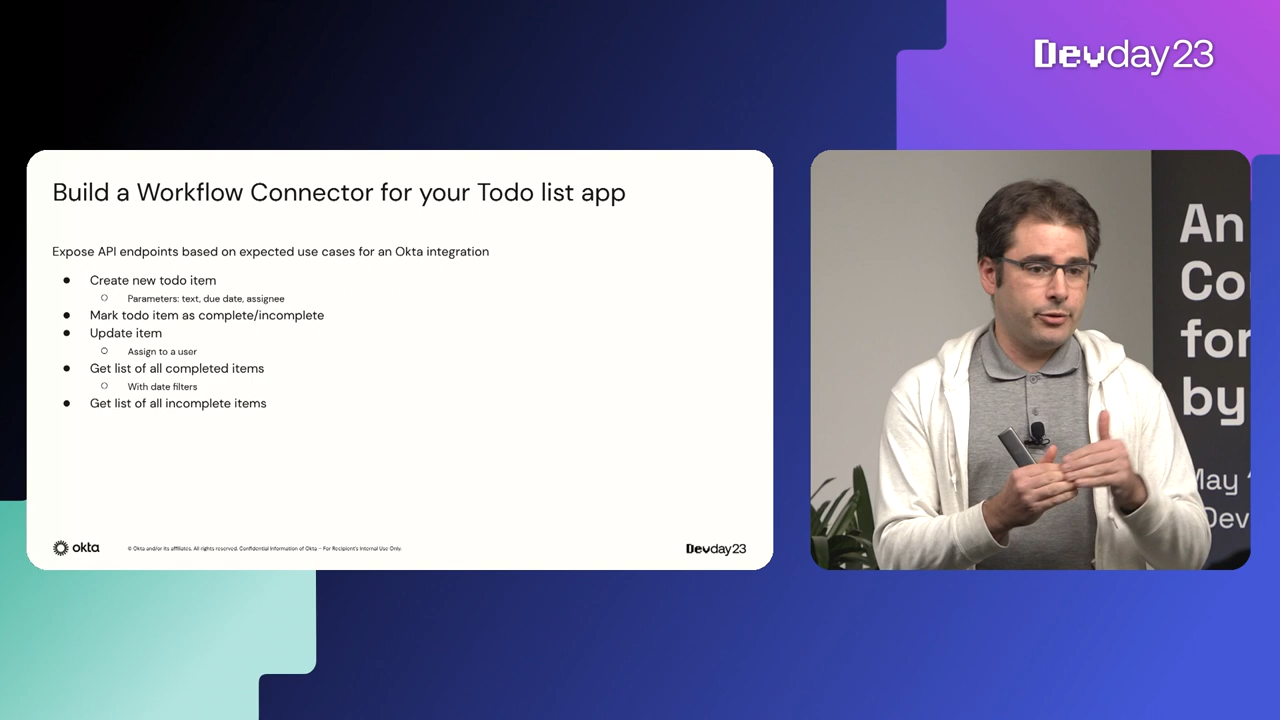 Devday23
Build a Workflow Connector for your Todo list app
Expose API endpoints based on expected use cases for an Okta integration
● Create new todo item
○ Parameters: text, due date, assignee
● Mark todo item as complete/incomplete
● Update item
○ Assign to a user
● Get list of all completed items
○ With date filters
● Get list of all incomplete items
okta
© Okta and/or its affiliates. All rights reserved. Confidential Information of Okta – For Recipient's Internal Use Only.
Devday23
An
for
by
May
Dev